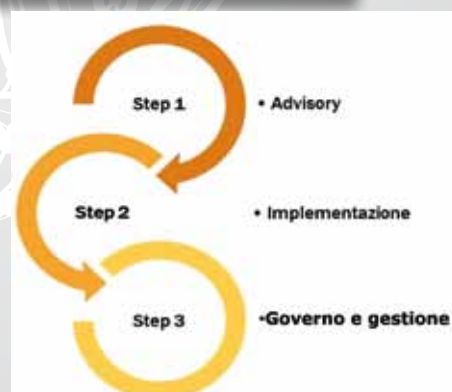 Step 1
• Advisory
Step 2
• Implementazione
Step 3
•Governo e gestione